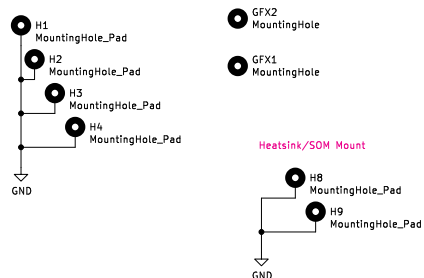 H1
MountingHole_Pad
H2
MountingHole_Pad
H3
MountingHole_Pad
H4
MountingHole_Pad
GND
GFX2
MountingHole
GFX1
MountingHole
Heatsink/SOM Mount
H8
MountingHole_Pad
H9
MountingHole_Pad
GND